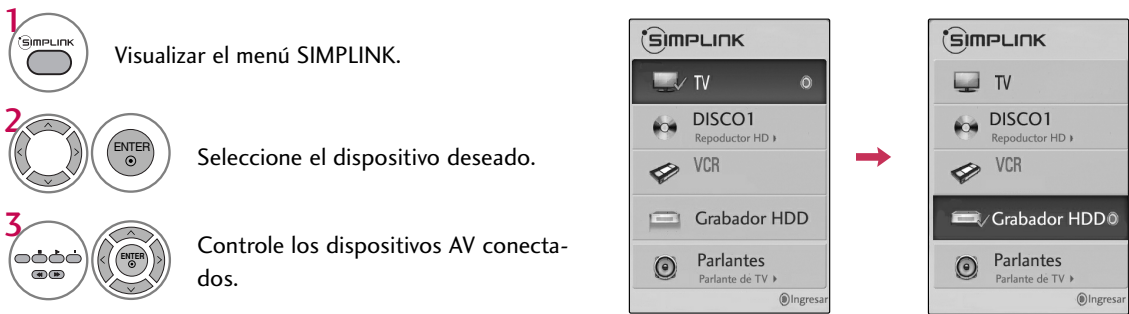 1
SIMPLINK
Visualizar el menú SIMPLINK.
2
ENTER
Seleccione el dispositivo deseado.
3
ENTER
Controle los dispositivos AV conecta-
dos.
SIMPLINK
TV
DISCO1
Repoductor HD
VCR
Grabador HDD
Parlantes
Parlante de TV
Ingresar
SIMPLINK
TV
DISCO1
Repoductor HD
VCR
Grabador HDD
Parlantes
Parlante de TV
Ingresar